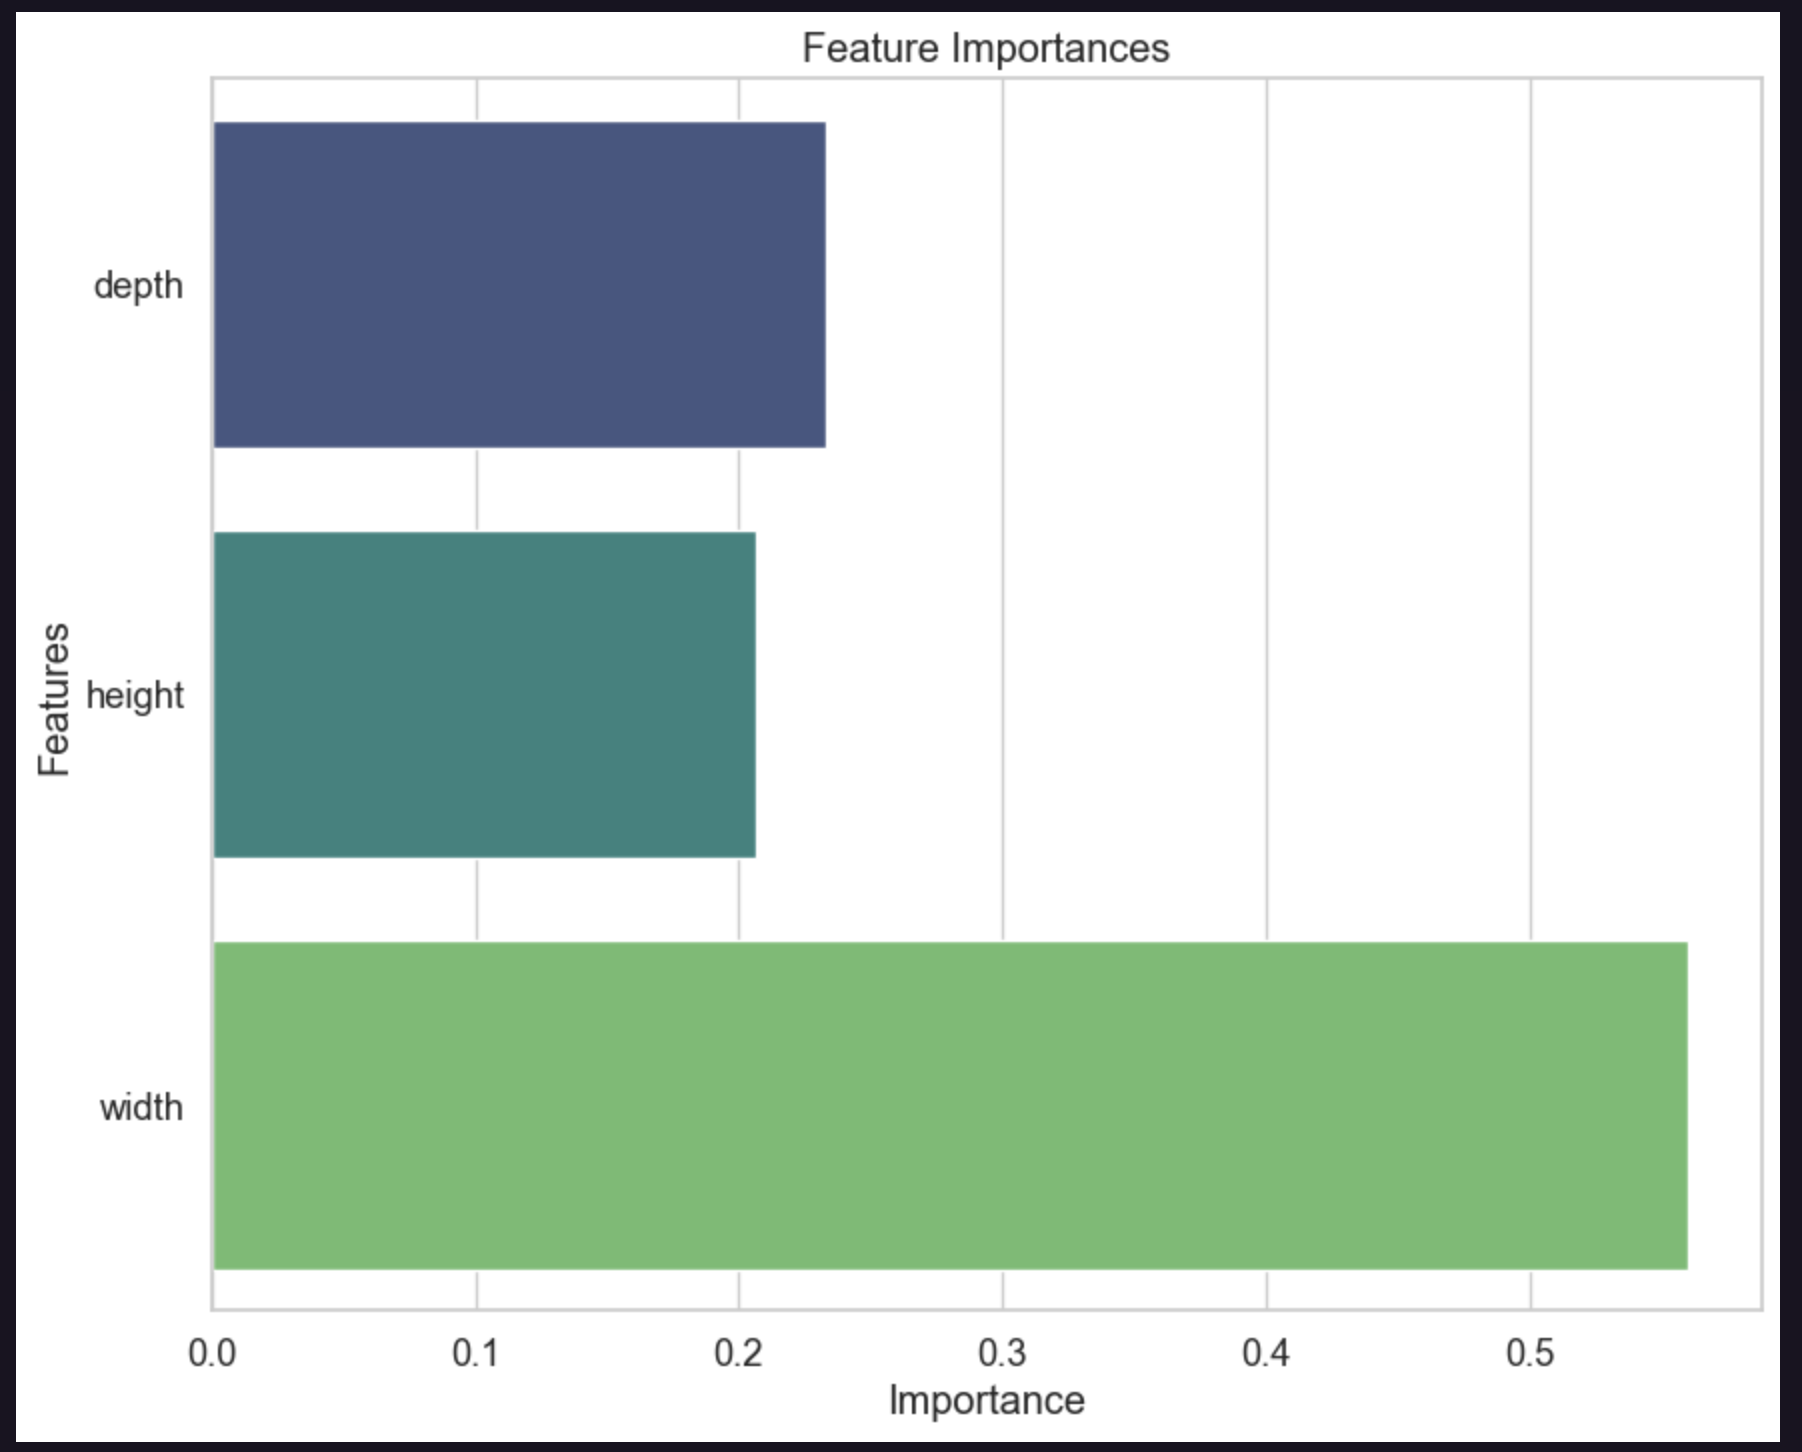 Feature Importances
depth
height
width
Features
0.0 0.1 0.2 0.3 0.4 0.5
Importance